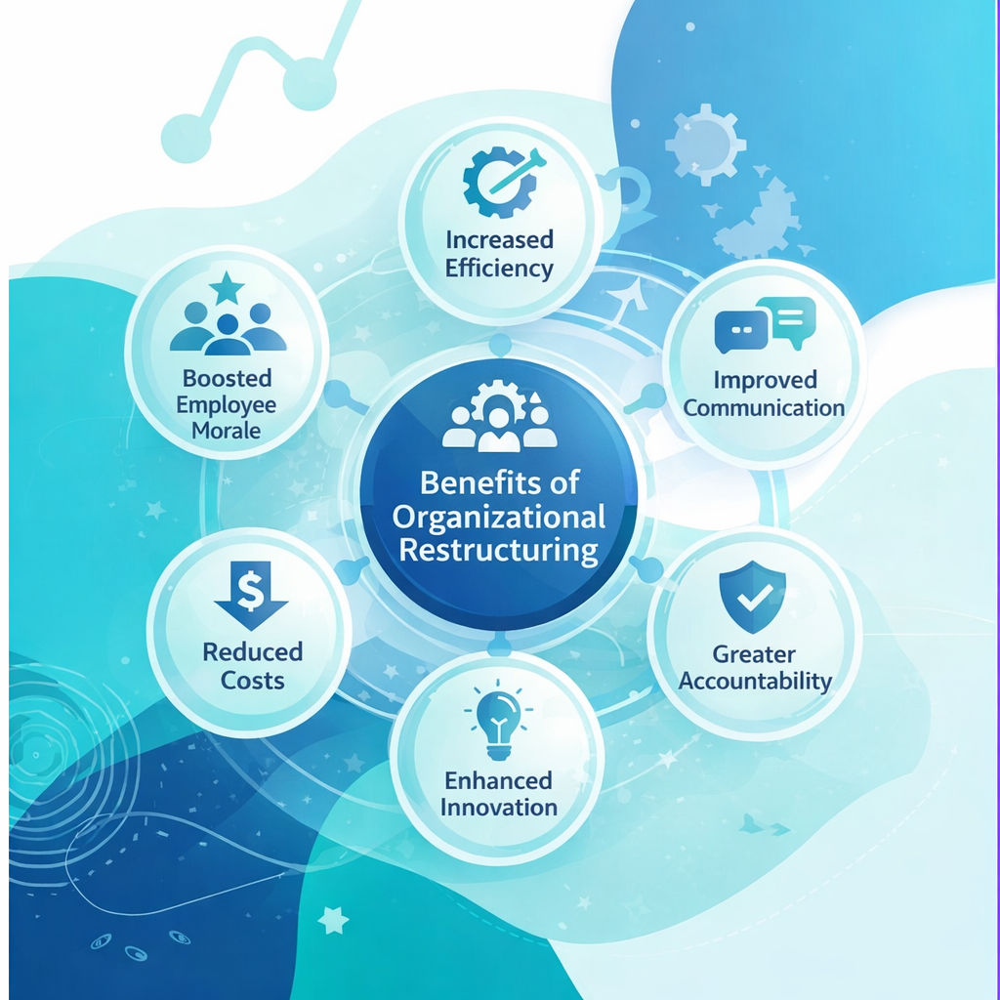 Increased
Efficiency
Boosted
Employee
Morale
Improved
Communication
Benefits of
Organizational
Restructuring
Reduced
Costs
$
Greater
Accountability
Enhanced
Innovation